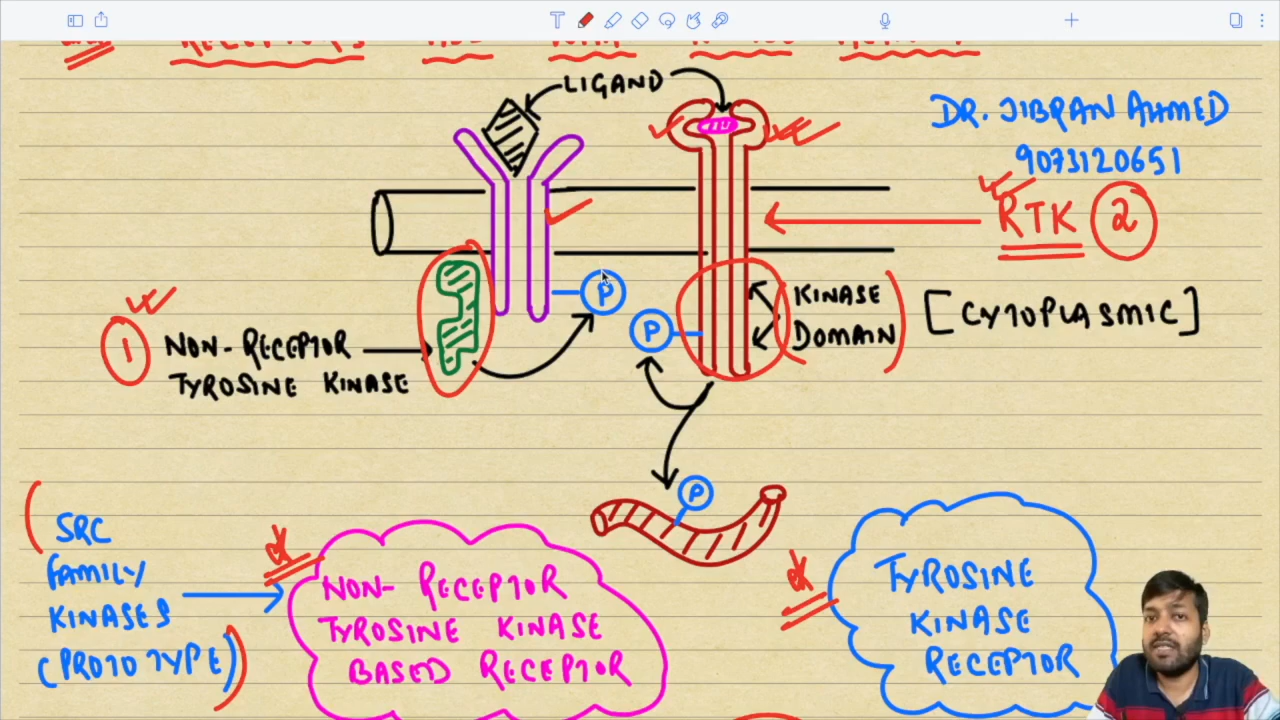 LIGAND
DR. JIBRAN AHMED
9073120651
RTK 2
P
P
KINASE
DOMAIN
[CYTOPLASMIC]
1 NON-RECEPTOR
TYROSINE KINASE
P
SRC
FAMILY
KINASES
(PROTOTYPE)
NON-RECEPTOR
TYROSINE KINASE
BASED RECEPTOR
TYROSINE
KINASE
RECEPTOR